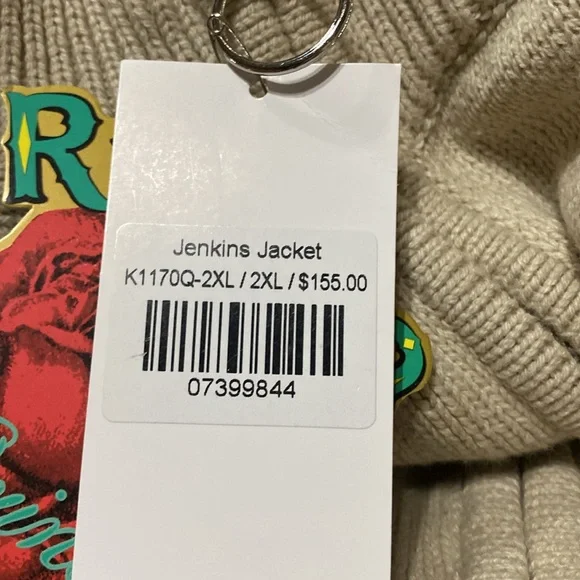 R
Jenkins Jacket
K1170Q-2XL / 2XL / $155.00
07399844